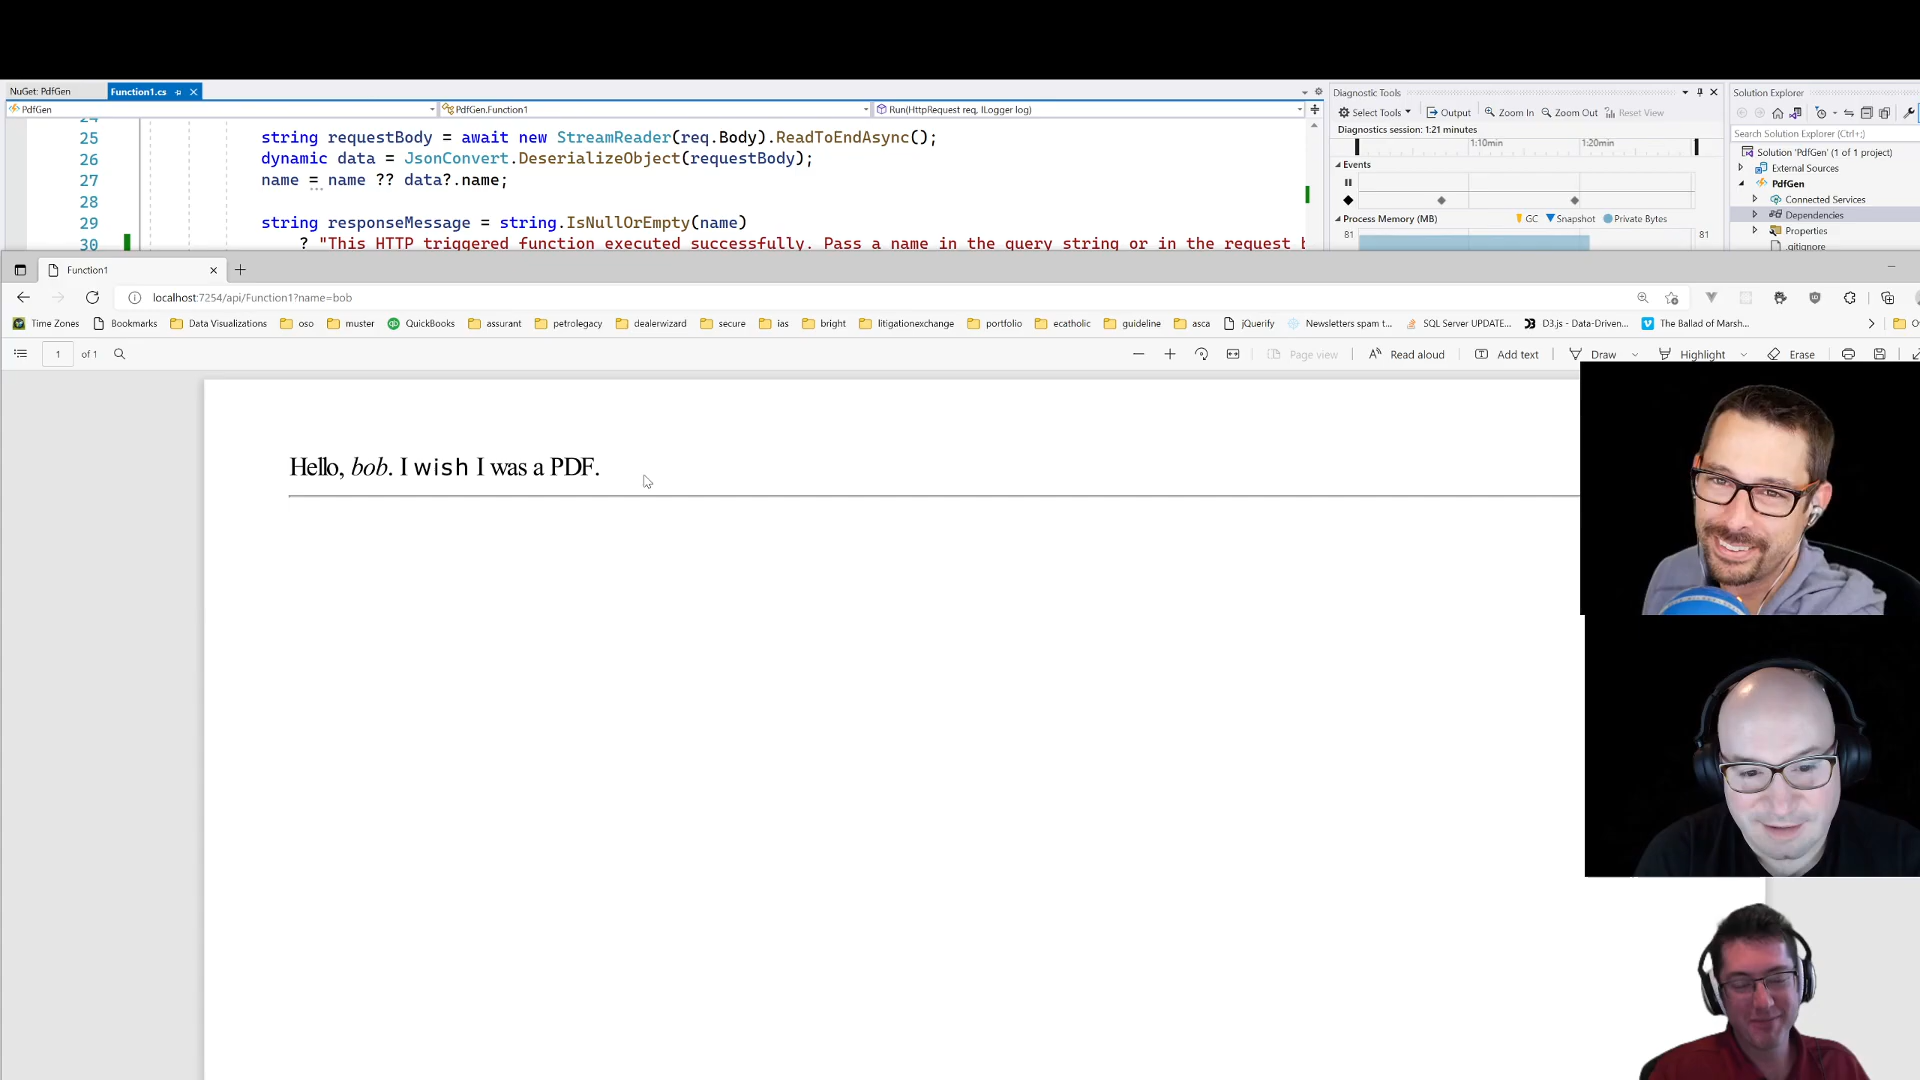 NuGet: PdfGen
Function1.cs
PdfGen
PdfGen.Function1
Run(HttpRequest req, ILogger log)
24
25 string requestBody = await new StreamReader(req.Body).ReadToEndAsync();
26 dynamic data = JsonConvert.DeserializeObject(requestBody);
27 name = name ?? data?.name;
28
29 string responseMessage = string.IsNullOrEmpty(name)
30 ? "This HTTP triggered function executed successfully. Pass a name in the query string or in the request b
Diagnostic Tools
Select Tools Output Zoom In Zoom Out Reset View
Diagnostics session: 1:21 minutes
1:10min 1:20min
Events
Process Memory (MB) GC Snapshot Private Bytes
81 81
Solution Explorer
Search Solution Explorer (Ctrl+;)
Solution 'PdfGen' (1 of 1 project)
External Sources
PdfGen
Connected Services
Dependencies
Properties
.gitignore
Function1
localhost:7254/api/Function1?name=bob
Time Zones Bookmarks Data Visualizations oso muster QuickBooks assurant petrolegacy dealerwizard secure ias bright litigationexchange portfolio ecatholic guideline asca jQuerify Newsletters spam t... SQL Server UPDATE... D3.js - Data-Driven... The Ballad of Marsh...
1 of 1 Page view Read aloud Add text Draw Highlight Erase
Hello, bob. I wish I was a PDF.